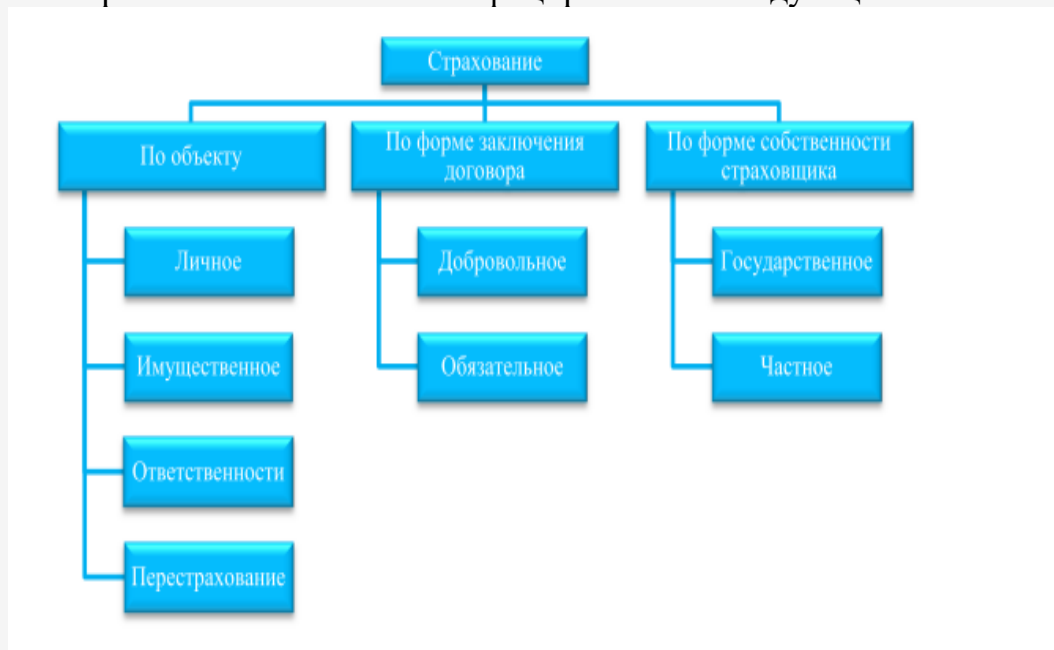 Страхование
По объекту
По форме заключения
договора
По форме собственности
страховщика
Личное
Добровольное
Государственное
Имущественное
Обязательное
Частное
Ответственности
Перестрахование